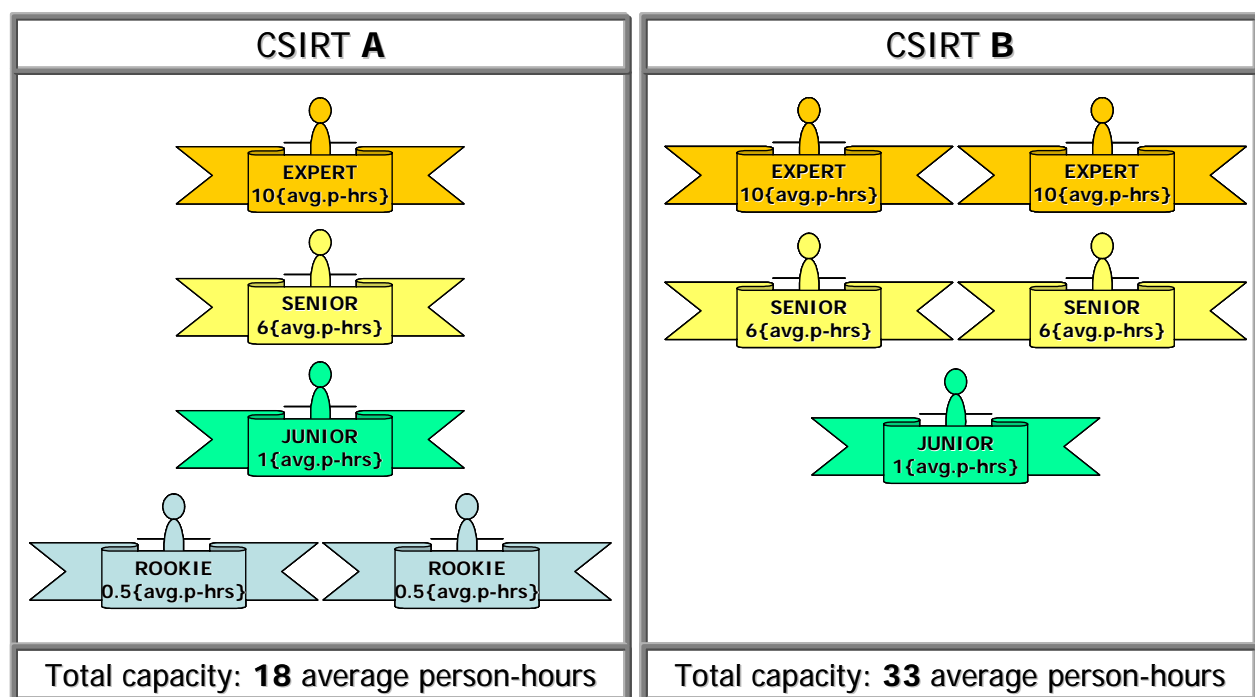 CSIRT A
EXPERT
10{avg.p-hrs}
SENIOR
6{avg.p-hrs}
JUNIOR
1{avg.p-hrs}
ROOKIE
0.5{avg.p-hrs}
ROOKIE
0.5{avg.p-hrs}
Total capacity: 18 average person-hours
CSIRT B
EXPERT
10{avg.p-hrs}
EXPERT
10{avg.p-hrs}
SENIOR
6{avg.p-hrs}
SENIOR
6{avg.p-hrs}
JUNIOR
1{avg.p-hrs}
Total capacity: 33 average person-hours